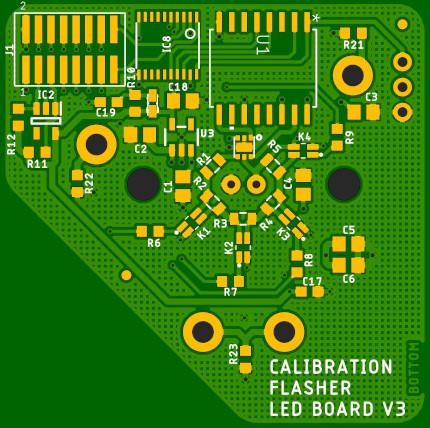 2
J1
1
IC8
U1
*
R21
IC2
R10
C18
C19
C3
R12
R11
C2
U3
R9
K4
R1
R5
R22
C1
R2
C4
R3
R4
K1
K3
R6
K2
C5
R8
C6
R7
C17
R23
CALIBRATION
FLASHER
LED BOARD V3
BOTTOM